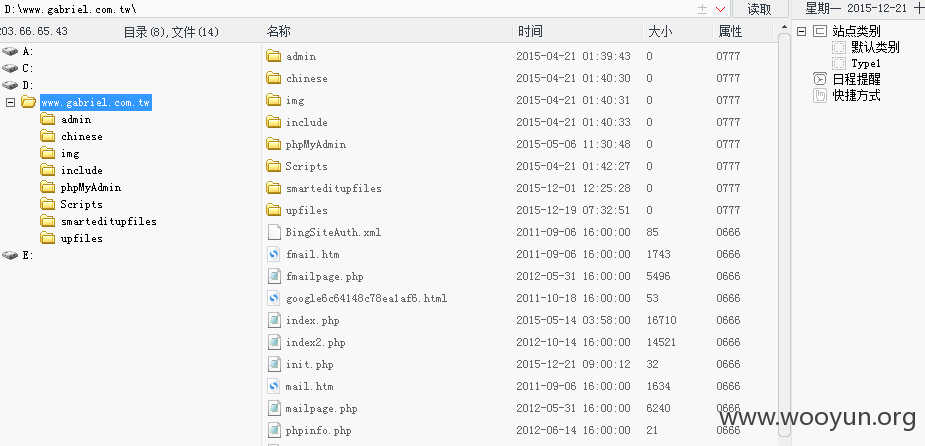 D:\www.gabriel.com.tw\ 读取 星期一 2015-12-21
203.66.65.43 目录(8),文件(14) 名称 时间 大小 属性
A:
C:
D:
www.gabriel.com.tw
admin
chinese
img
include
phpMyAdmin
Scripts
smarteditupfiles
upfiles
E:
admin 2015-04-21 01:39:43 0 0777
chinese 2015-04-21 01:40:30 0 0777
img 2015-04-21 01:40:31 0 0777
include 2015-04-21 01:40:33 0 0777
phpMyAdmin 2015-05-06 11:30:48 0 0777
Scripts 2015-04-21 01:42:27 0 0777
smarteditupfiles 2015-12-01 12:25:28 0 0777
upfiles 2015-12-19 07:32:51 0 0777
BingSiteAuth.xml 2011-09-06 16:00:00 85 0666
fmail.htm 2011-09-06 16:00:00 1743 0666
fmailpage.php 2012-05-31 16:00:00 5496 0666
google6c64148c78ea1af6.html 2011-10-18 16:00:00 53 0666
index.php 2015-05-14 03:58:00 16710 0666
index2.php 2012-10-14 16:00:00 14521 0666
init.php 2015-12-21 09:00:12 32 0666
mail.htm 2011-09-06 16:00:00 1634 0666
mailpage.php 2012-05-31 16:00:00 6240 0666
phpinfo.php 2012-06-14 16:00:00 21 0666
站点类别
默认类别
Type1
日程提醒
快捷方式
www.wooyun.org